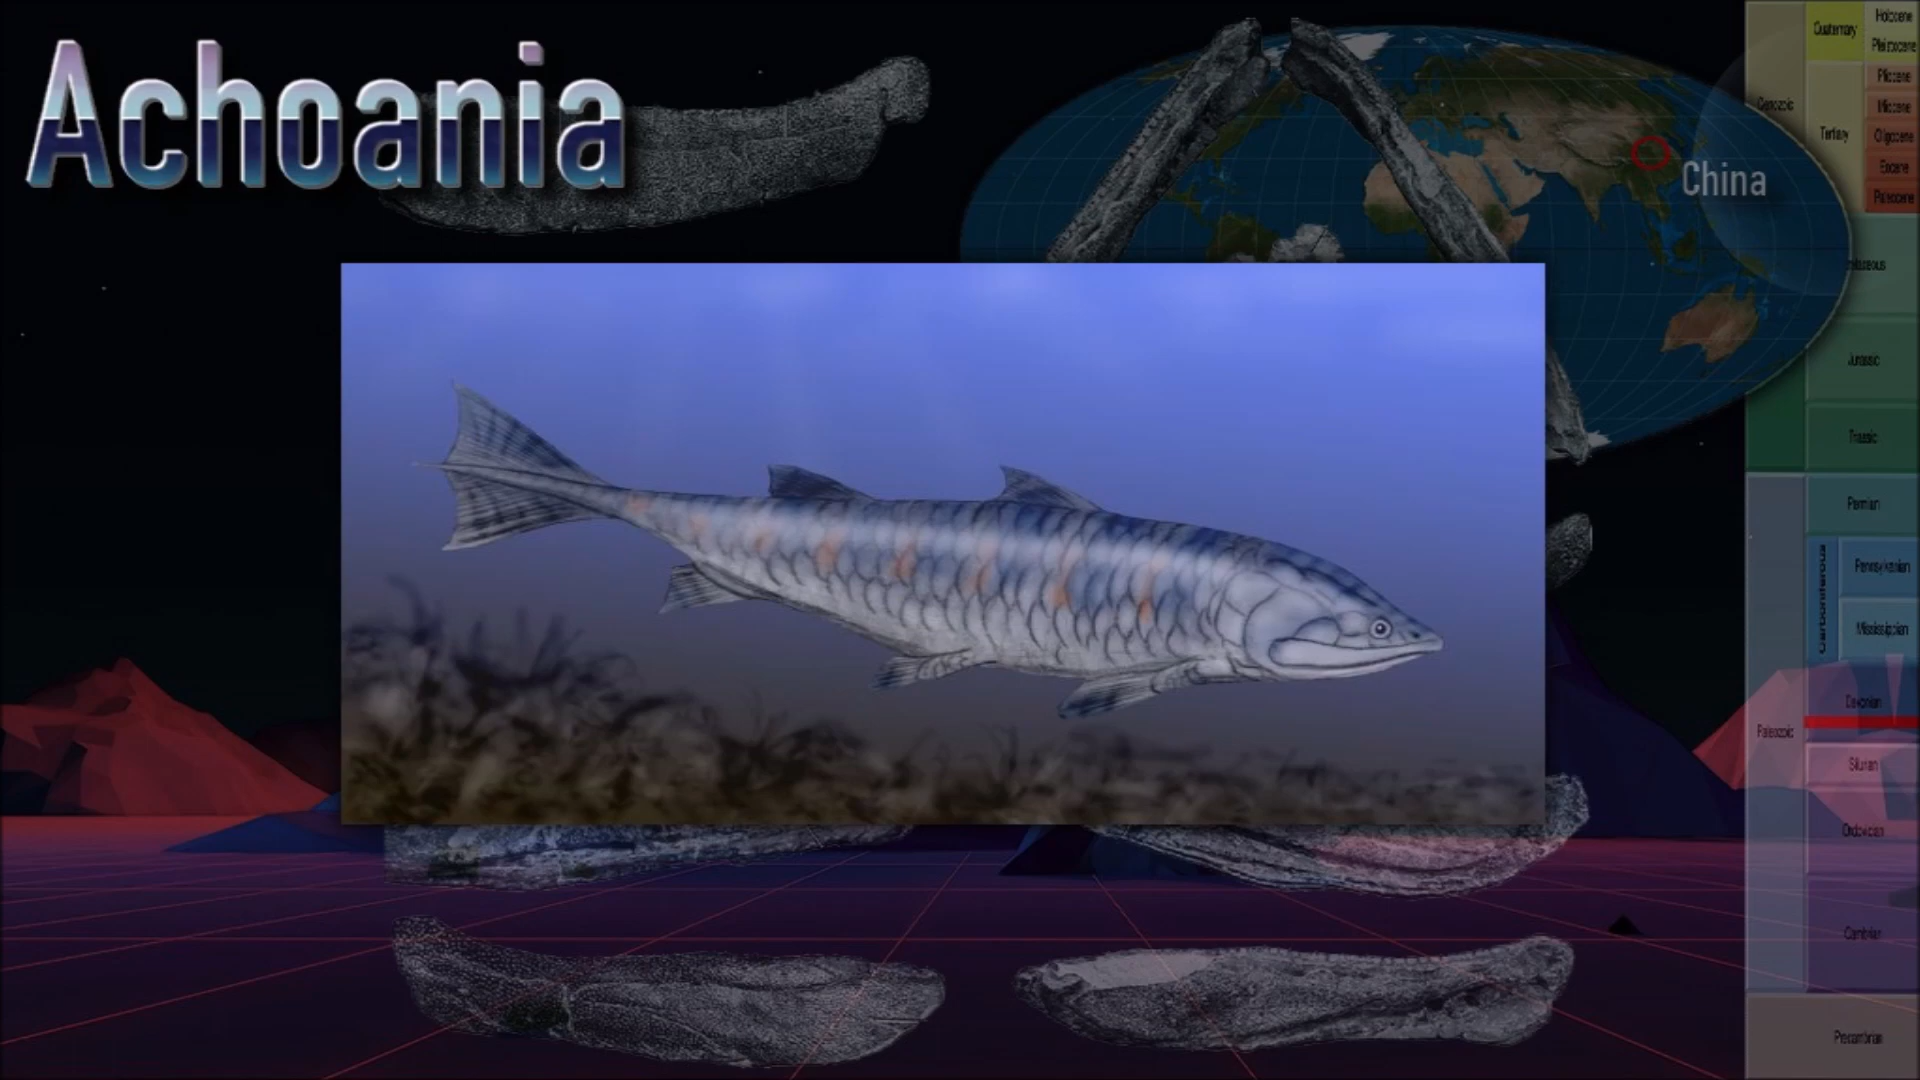 Achoania
China
Quaternary
Holocene
Pleistocene
Cenozoic
Tertiary
Pliocene
Miocene
Oligocene
Eocene
Paleocene
Jurassic
Triassic
Permian
Carboniferous
Pennsylvanian
Mississippian
Devonian
Paleozoic
Silurian
Ordovician
Cambrian
Precambrian